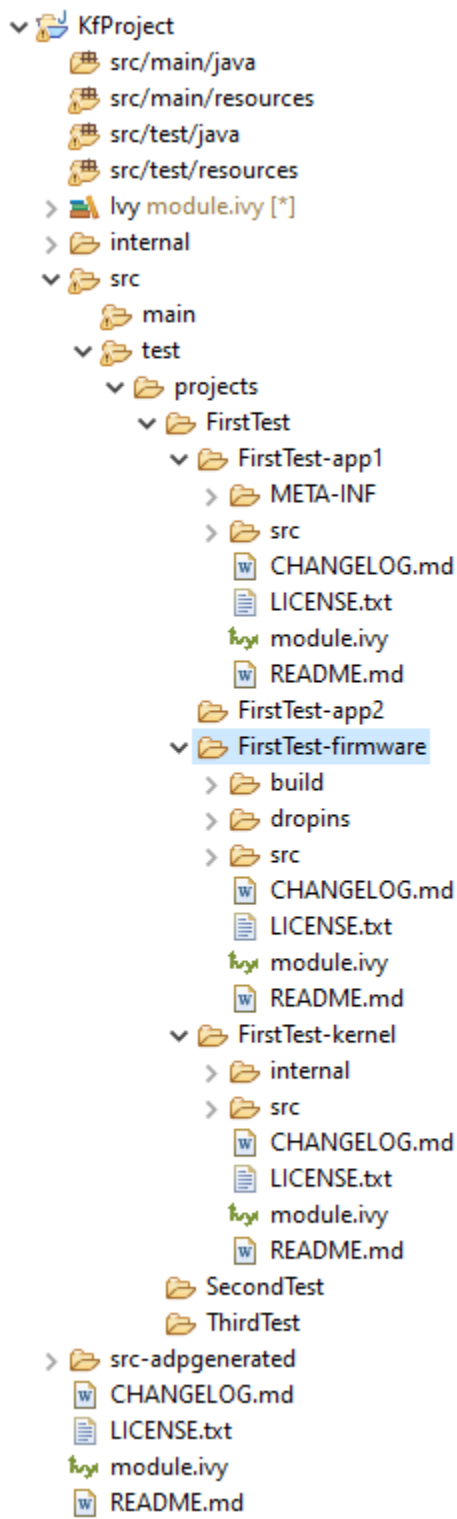 KfProject
src/main/java
src/main/resources
src/test/java
src/test/resources
Ivy module.ivy [*]
internal
src
main
test
projects
FirstTest
FirstTest-app1
META-INF
src
CHANGELOG.md
LICENSE.txt
module.ivy
README.md
FirstTest-app2
FirstTest-firmware
build
dropins
src
CHANGELOG.md
LICENSE.txt
module.ivy
README.md
FirstTest-kernel
internal
src
CHANGELOG.md
LICENSE.txt
module.ivy
README.md
SecondTest
ThirdTest
src-adpgenerated
CHANGELOG.md
LICENSE.txt
module.ivy
README.md